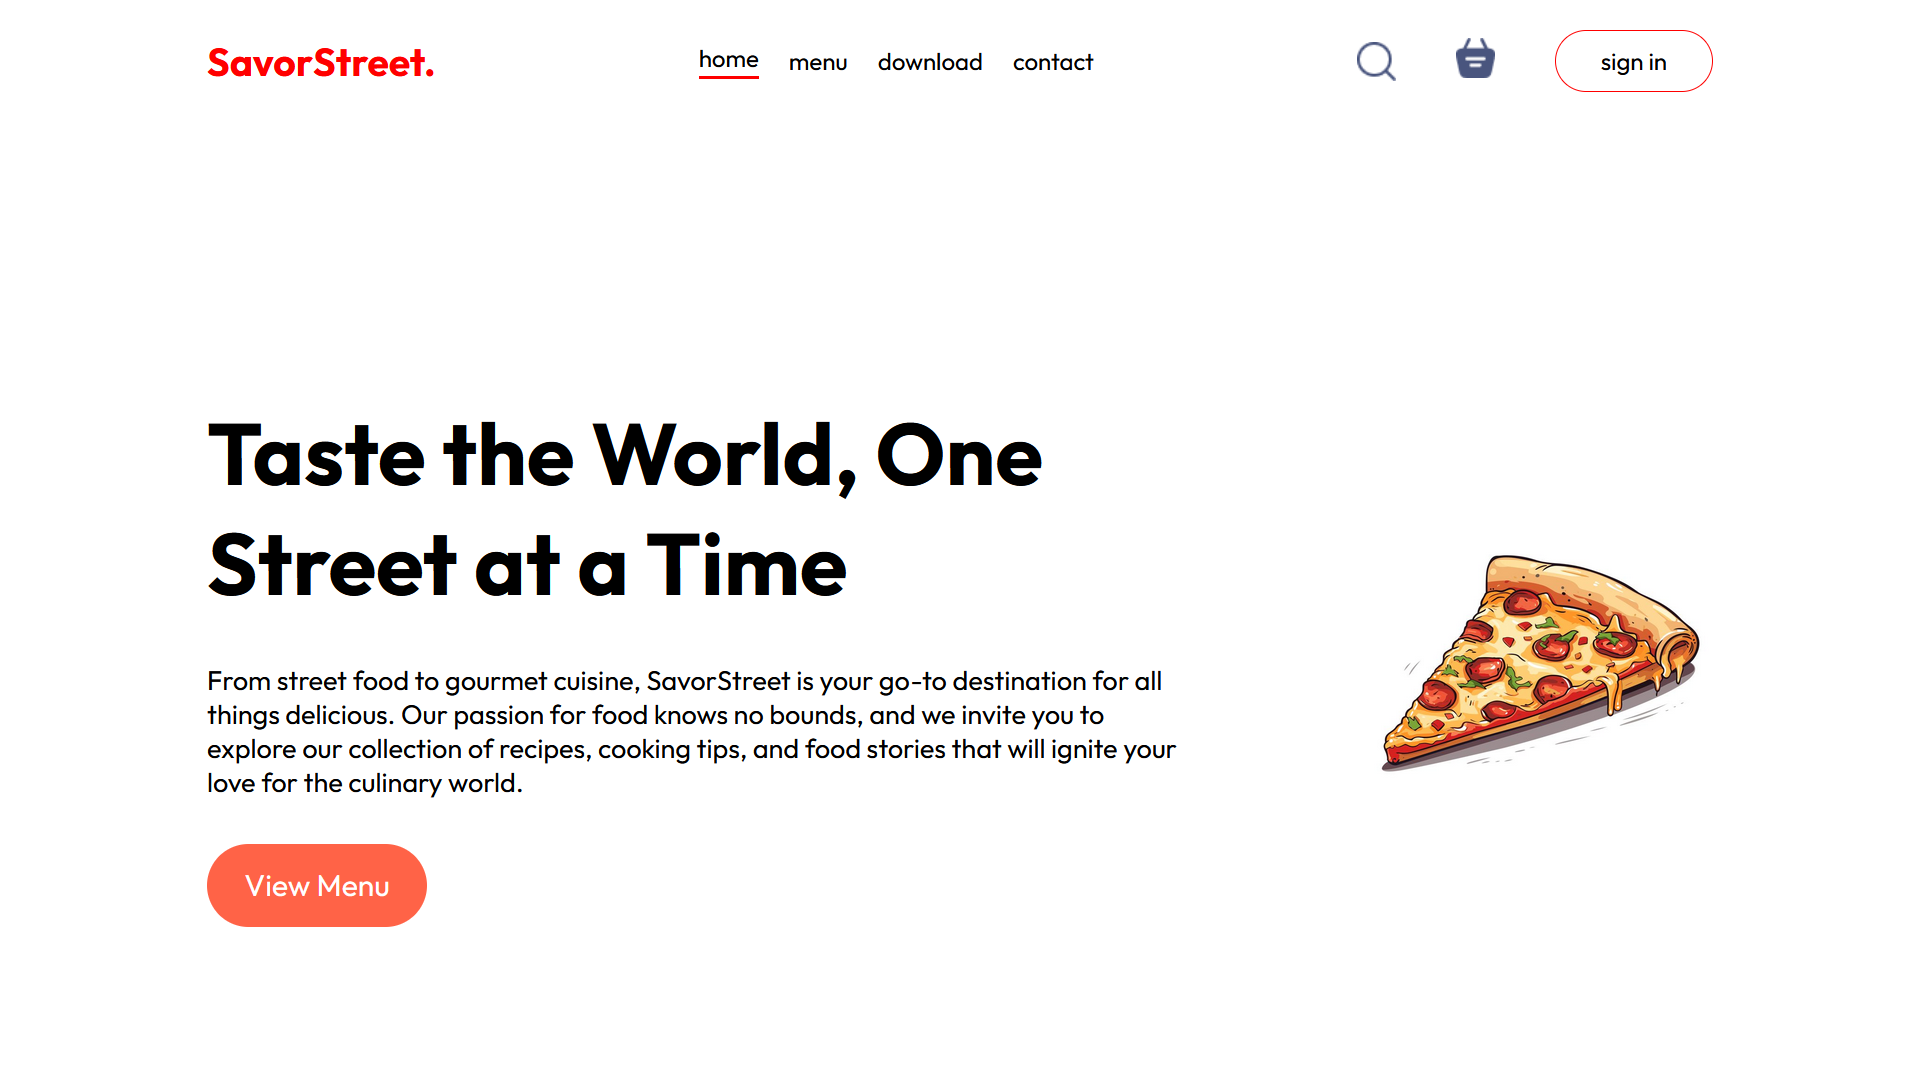 SavorStreet.
home menu download contact
sign in
Taste the World, One
Street at a Time
From street food to gourmet cuisine, SavorStreet is your go-to destination for all
things delicious. Our passion for food knows no bounds, and we invite you to
explore our collection of recipes, cooking tips, and food stories that will ignite your
love for the culinary world.
View Menu